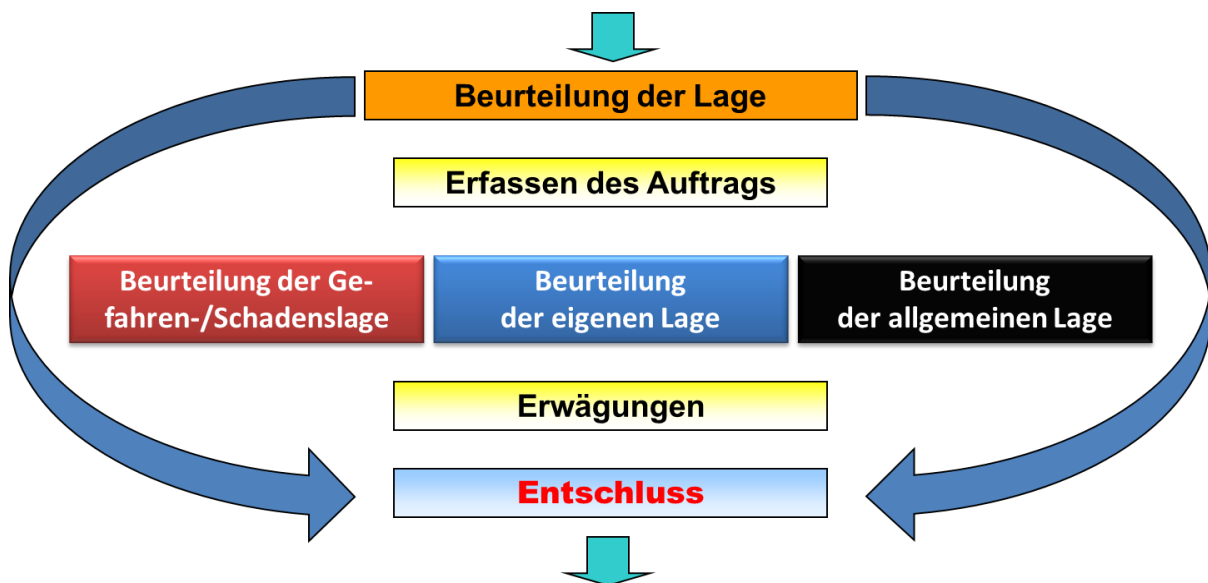 Beurteilung der Lage
Erfassen des Auftrags
Beurteilung der Ge-
fahren-/Schadenslage
Beurteilung
der eigenen Lage
Beurteilung
der allgemeinen Lage
Erwägungen
Entschluss